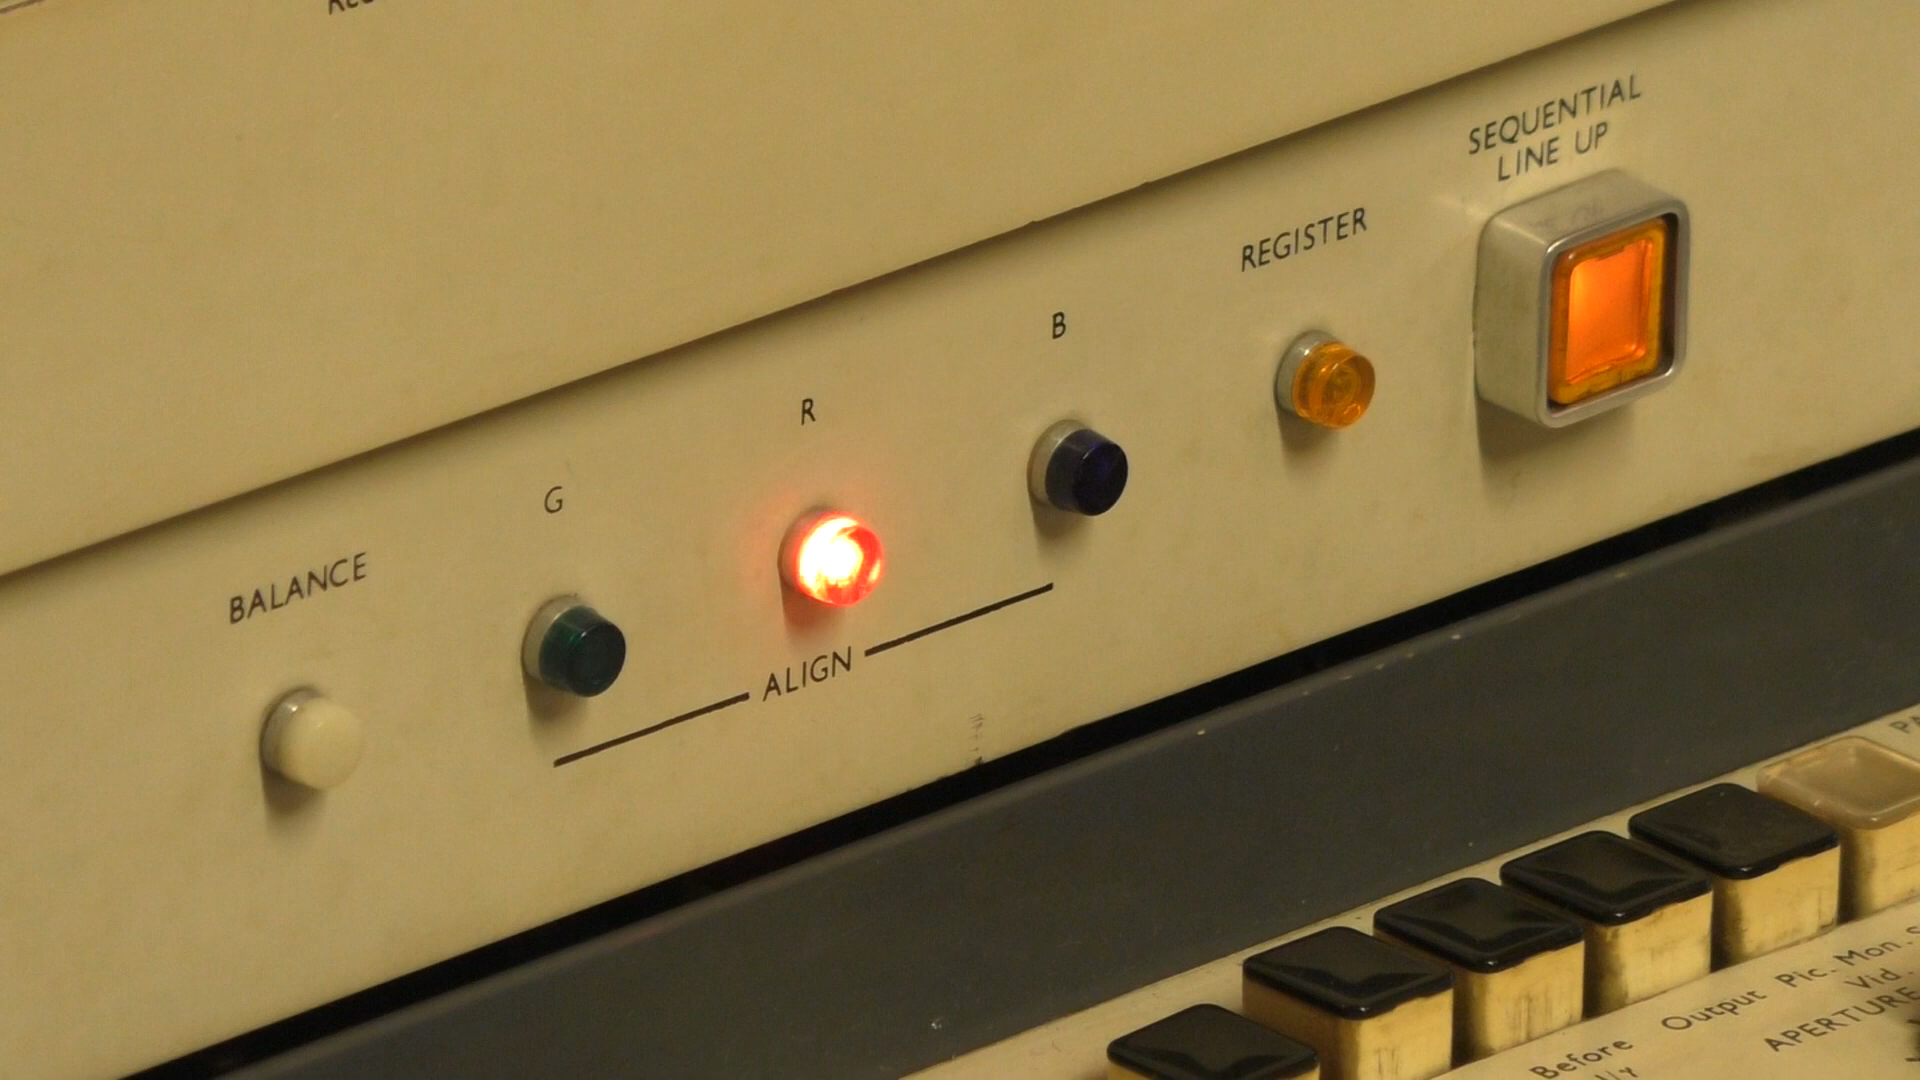 SEQUENTIAL
LINE UP
REGISTER
B
R
G
BALANCE
ALIGN
Output Pic. Mon.
Vid.
Before
APERTURE